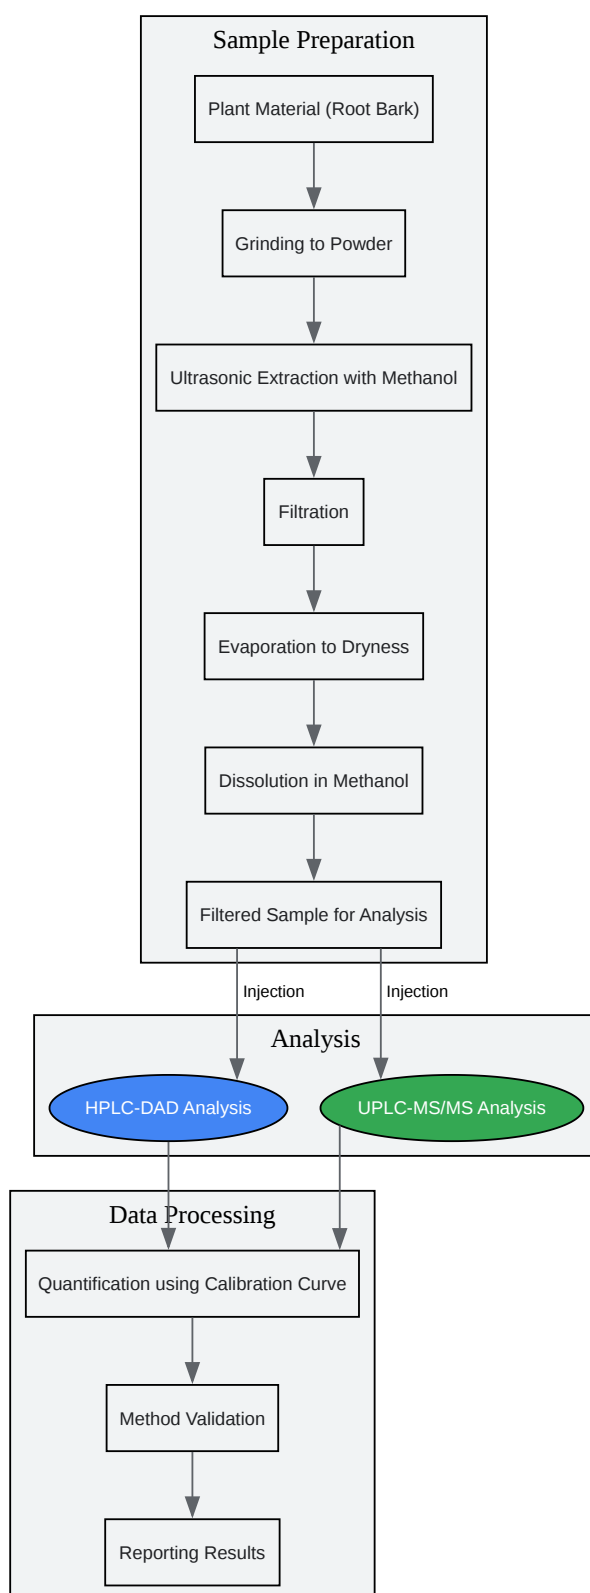 Sample Preparation
Plant Material (Root Bark)
Grinding to Powder
Ultrasonic Extraction with Methanol
Filtration
Evaporation to Dryness
Dissolution in Methanol
Filtered Sample for Analysis
Injection
Injection
Analysis
HPLC-DAD Analysis
UPLC-MS/MS Analysis
Data Processing
Quantification using Calibration Curve
Method Validation
Reporting Results